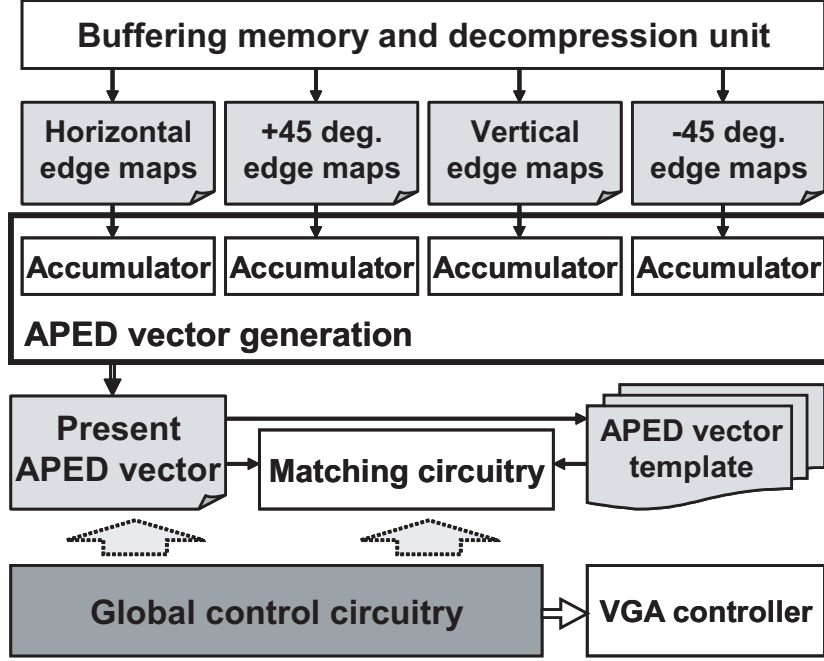 Buffering memory and decompression unit
Horizontal
edge maps
+45 deg.
edge maps
Vertical
edge maps
-45 deg.
edge maps
Accumulator
Accumulator
Accumulator
Accumulator
APED vector generation
Present
APED vector
Matching circuitry
APED vector
template
Global control circuitry
VGA controller